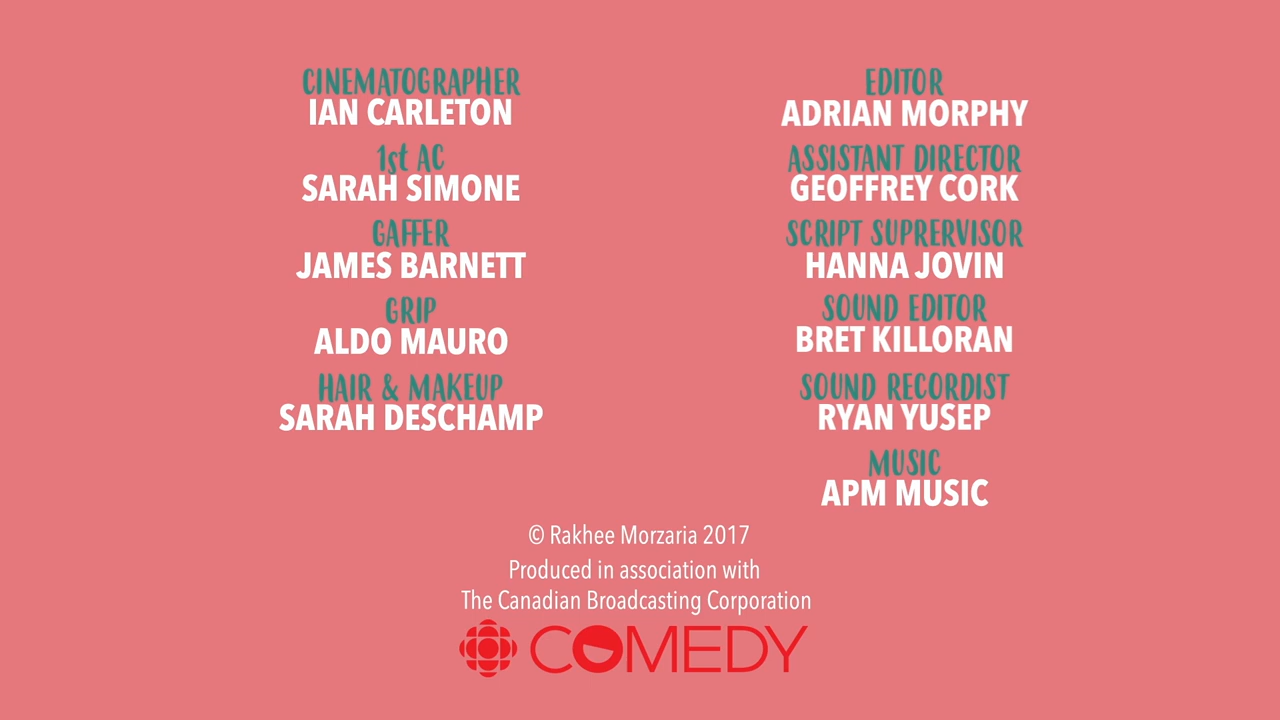 CINEMATOGRAPHER
IAN CARLETON
1st AC
SARAH SIMONE
GAFFER
JAMES BARNETT
GRIP
ALDO MAURO
HAIR & MAKEUP
SARAH DESCHAMP
EDITOR
ADRIAN MORPHY
ASSISTANT DIRECTOR
GEOFFREY CORK
SCRIPT SUPRERVISOR
HANNA JOVIN
SOUND EDITOR
BRET KILLORAN
SOUND RECORDIST
RYAN YUSEP
MUSIC
APM MUSIC
© Rakhee Morzaria 2017
Produced in association with
The Canadian Broadcasting Corporation
COMEDY